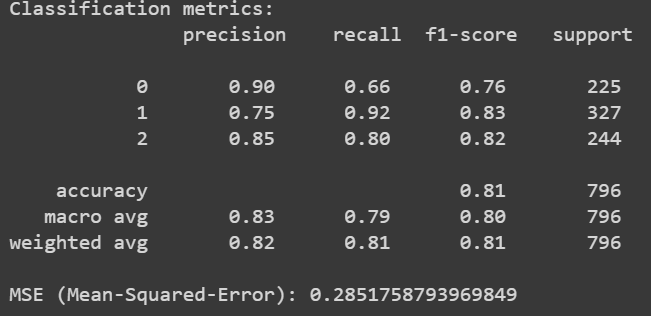 Classification metrics:
precision recall f1-score support
0 0.90 0.66 0.76 225
1 0.75 0.92 0.83 327
2 0.85 0.80 0.82 244
accuracy 0.81 796
macro avg 0.83 0.79 0.80 796
weighted avg 0.82 0.81 0.81 796
MSE (Mean-Squared-Error): 0.2851758793969849